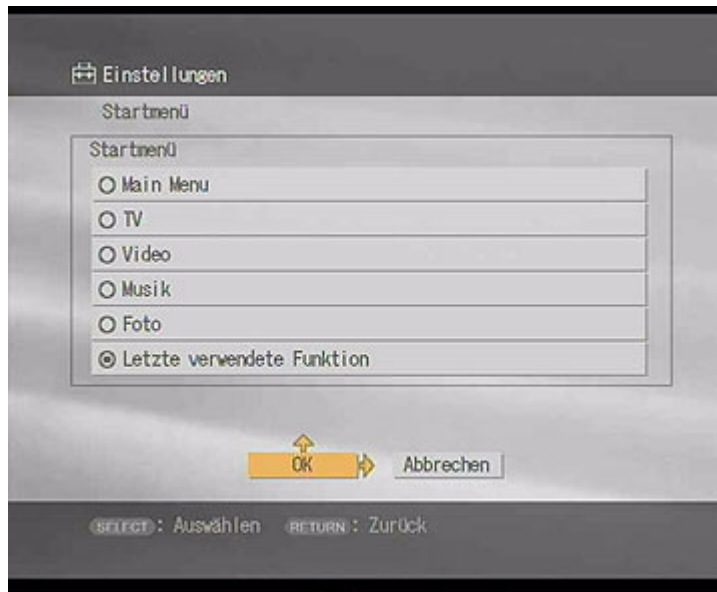 Einstellungen
Startmenü
Startmenü
Main Menu
TV
Video
Musik
Foto
Letzte verwendete Funktion
OK Abbrechen
SELECT: Auswählen RETURN: Zurück